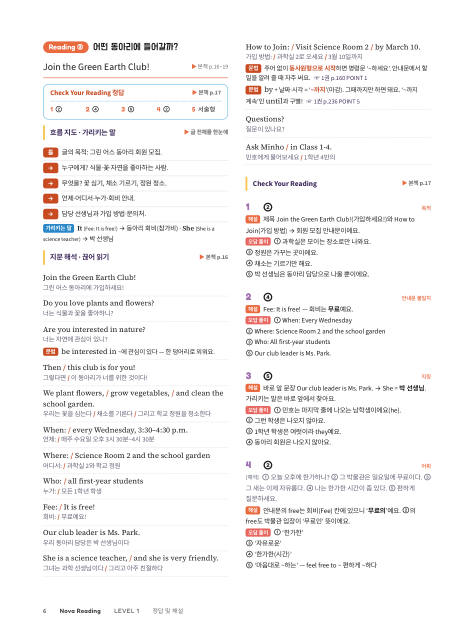 Reading ② 어떤 동아리에 들어갈까?
Join the Green Earth Club! ▶ 본책 p.16~19
Check Your Reading 정답 ▶ 본책 p.17
1 ② 2 ④ 3 ⑤ 4 ② 5 서술형
흐름 지도 · 가리키는 말 ▶ 글 전체를 한눈에
틀 글의 목적: 그린 어스 동아리 회원 모집.
→ 누구에게? 식물·꽃·자연을 좋아하는 사람.
→ 무엇을? 꽃 심기, 채소 기르기, 정원 청소.
→ 언제·어디서·누가·회비 안내.
→ 담당 선생님과 가입 방법·문의처.
가리키는 말 It (Fee: It is free!) → 동아리 회비(참가비) · She (She is a
science teacher) → 박 선생님
지문 해석 · 끊어 읽기 ▶ 본책 p.16
Join the Green Earth Club!
그린 어스 동아리에 가입하세요!
Do you love plants and flowers?
너는 식물과 꽃을 좋아하니?
Are you interested in nature?
너는 자연에 관심이 있니?
문법 be interested in ~에 관심이 있다 — 한 덩어리로 외워요.
Then / this club is for you!
그렇다면 / 이 동아리가 너를 위한 것이다!
We plant flowers, / grow vegetables, / and clean the
school garden.
우리는 꽃을 심는다 / 채소를 기른다 / 그리고 학교 정원을 청소한다
When: / every Wednesday, 3:30–4:30 p.m.
언제: / 매주 수요일 오후 3시 30분~4시 30분
Where: / Science Room 2 and the school garden
어디서: / 과학실 2와 학교 정원
Who: / all first-year students
누가: / 모든 1학년 학생
Fee: / It is free!
회비: / 무료예요!
Our club leader is Ms. Park.
우리 동아리 담당은 박 선생님이다
She is a science teacher, / and she is very friendly.
그녀는 과학 선생님이다 / 그리고 아주 친절하다
How to Join: / Visit Science Room 2 / by March 10.
가입 방법: / 과학실 2로 오세요 / 3월 10일까지
문법 주어 없이 동사원형으로 시작하면 명령문 '~하세요'. 안내문에서 할
일을 알려 줄 때 자주 써요. ☞ 1권 p.160 POINT 1
문법 by + 날짜·시각 = '~까지'(마감). 그때까지만 하면 돼요. '~까지
계속'인 until과 구별! ☞ 1권 p.236 POINT 5
Questions?
질문이 있나요?
Ask Minho / in Class 1-4.
민호에게 물어보세요 / 1학년 4반의
Check Your Reading ▶ 본책 p.17
1 ② 목적
해설 제목 Join the Green Earth Club!(가입하세요!)와 How to
Join(가입 방법) → 회원 모집 안내문이에요.
오답 풀이 ① 과학실은 모이는 장소로만 나와요.
③ 정원은 가꾸는 곳이에요.
④ 채소는 기르기만 해요.
⑤ 박 선생님은 동아리 담당으로 나올 뿐이에요.
2 ④ 안내문 불일치
해설 Fee: It is free! — 회비는 무료예요.
오답 풀이 ① When: Every Wednesday
② Where: Science Room 2 and the school garden
③ Who: All first-year students
⑤ Our club leader is Ms. Park.
3 ⑤ 지칭
해설 바로 앞 문장 Our club leader is Ms. Park. → She = 박 선생님.
가리키는 말은 바로 앞에서 찾아요.
오답 풀이 ① 민호는 마지막 줄에 나오는 남학생이에요(he).
② 그런 학생은 나오지 않아요.
③ 1학년 학생은 여럿이라 they예요.
④ 동아리 회원은 나오지 않아요.
4 ② 어휘
[해석] ① 오늘 오후에 한가하니? ② 그 박물관은 일요일에 무료이다. ③
그 새는 이제 자유롭다. ④ 나는 한가한 시간이 좀 있다. ⑤ 편하게
질문하세요.
해설 안내문의 free는 회비(Fee) 칸에 있으니 '무료의'예요. ②의
free도 박물관 입장이 '무료인' 뜻이에요.
오답 풀이 ① '한가한'
③ '자유로운'
④ '한가한(시간)'
⑤ '마음대로 ~하는' — feel free to ~ 편하게 ~하다
6 Nova Reading LEVEL 1 정답 및 해설